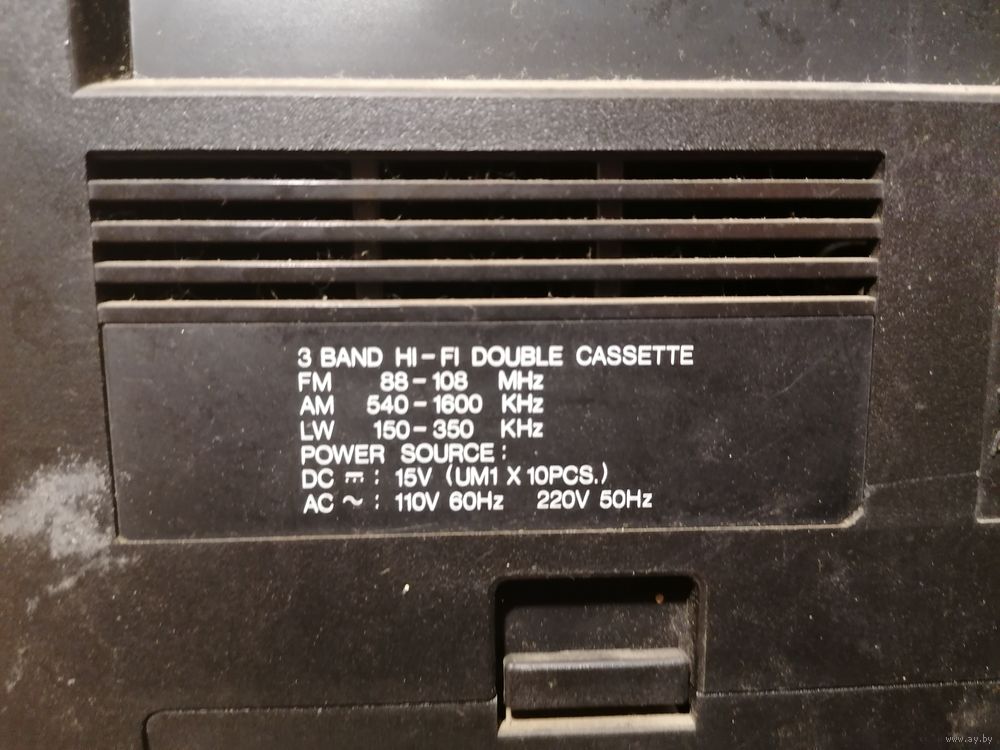 3 BAND HI-FI DOUBLE CASSETTE
FM 88-108 MHz
AM 540-1600 KHz
LW 150-350 KHz
POWER SOURCE:
DC ⎓: 15V (UM1 X 10PCS.)
AC ~: 110V 60Hz 220V 50Hz
www.ay.by